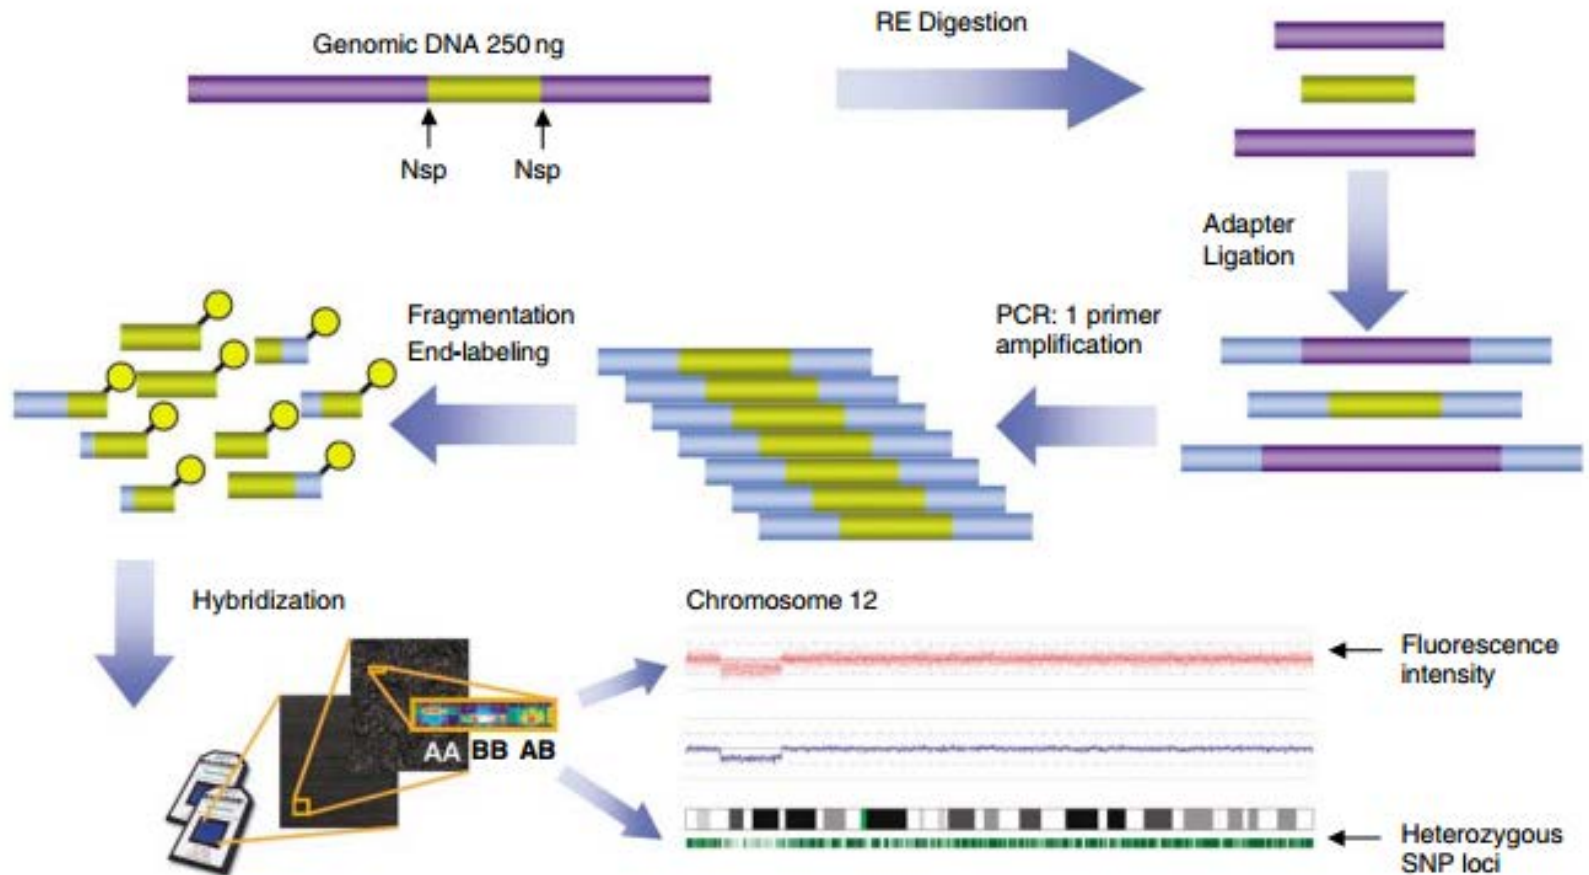 Genomic DNA 250 ng
Nsp
Nsp
RE Digestion
Adapter
Ligation
PCR: 1 primer
amplification
Fragmentation
End-labeling
Hybridization
AA BB AB
Chromosome 12
Fluorescence
intensity
Heterozygous
SNP loci